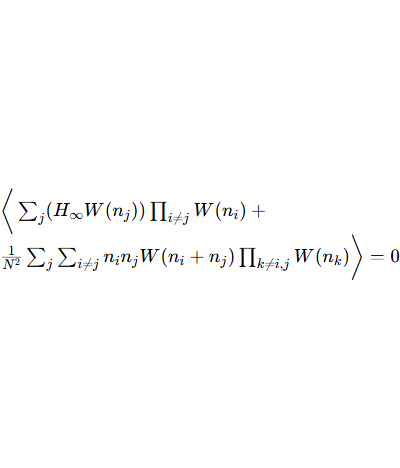 ⟨ ∑_j (H_∞ W(n_j)) ∏_{i≠j} W(n_i) +
1/N² ∑_j ∑_{i≠j} n_i n_j W(n_i + n_j) ∏_{k≠i,j} W(n_k) ⟩ = 0